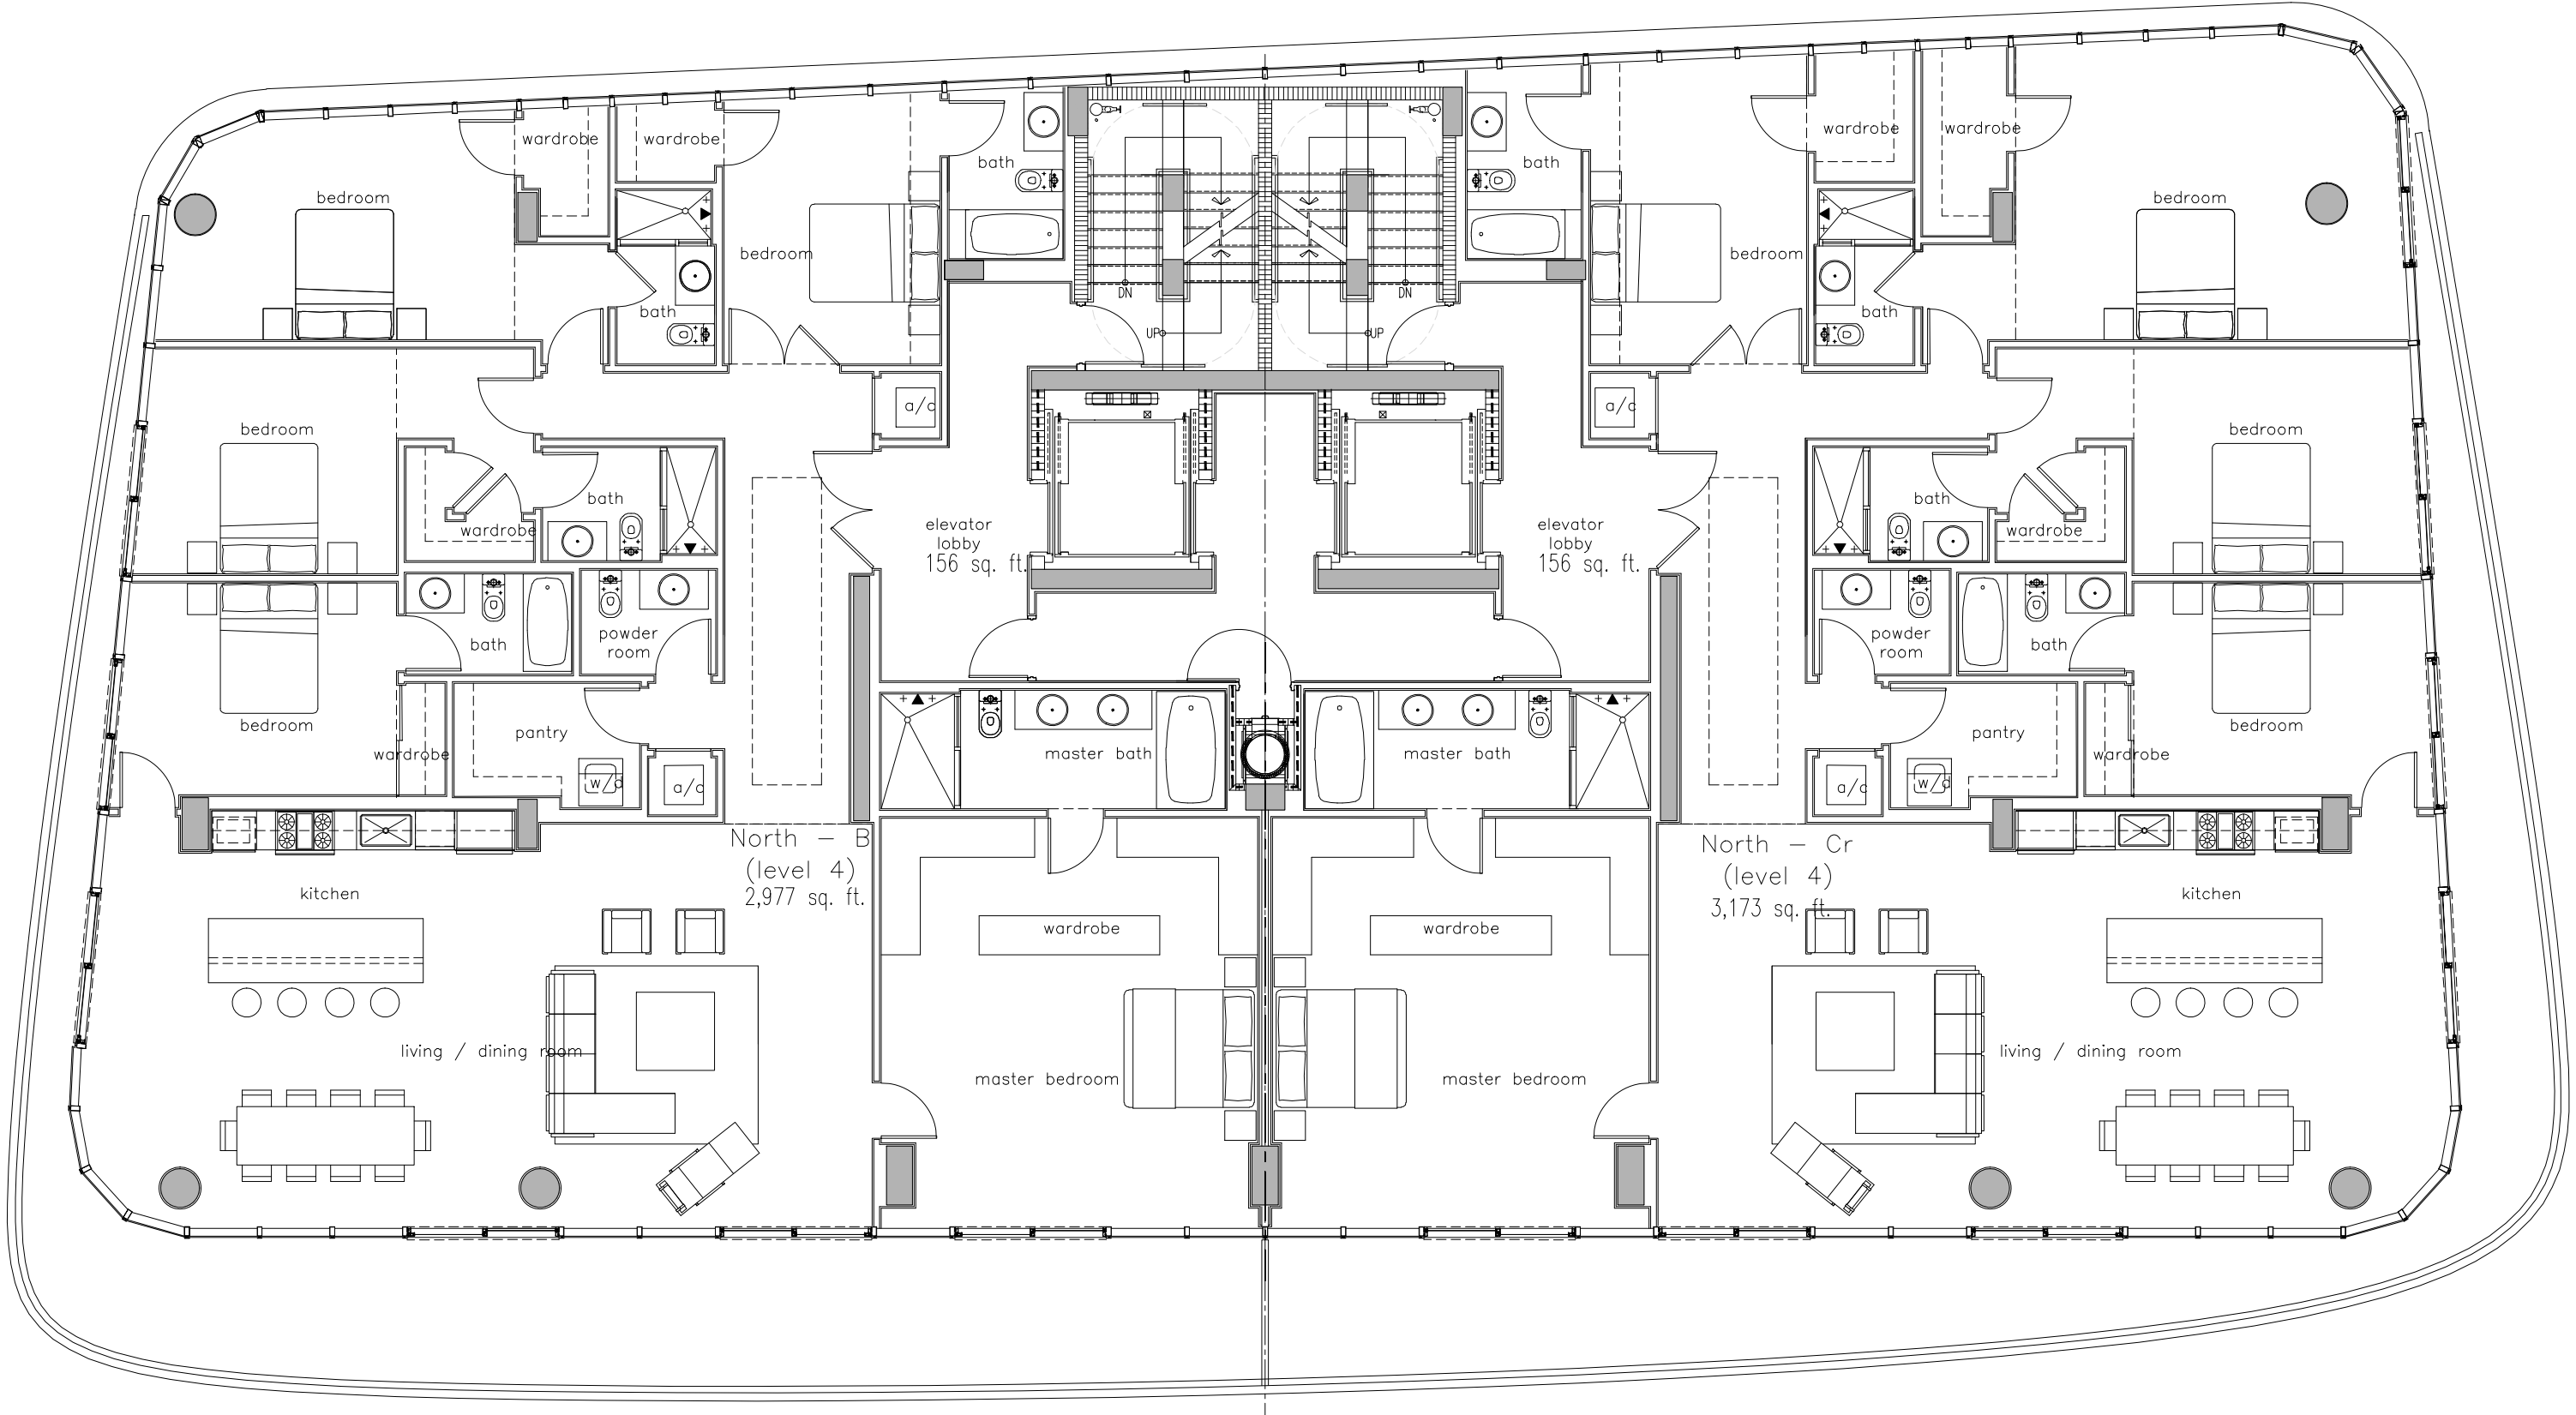 wardrobe
wardrobe
wardrobe
wardrobe
bath
bath
bedroom
bedroom
bedroom
bedroom
DN
DN
bath
bath
UP
UP
a/c
a/c
bedroom
bedroom
bath
bath
wardrobe
wardrobe
elevator
lobby
156 sq. ft.
elevator
lobby
156 sq. ft.
powder
room
bath
powder
room
bath
bedroom
bedroom
pantry
pantry
wardrobe
master bath
master bath
wardrobe
w/d
a/c
a/c
w/d
North - B
(level 4)
2,977 sq. ft.
North - Cr
(level 4)
3,173 sq. ft.
kitchen
kitchen
wardrobe
wardrobe
living / dining room
living / dining room
master bedroom
master bedroom